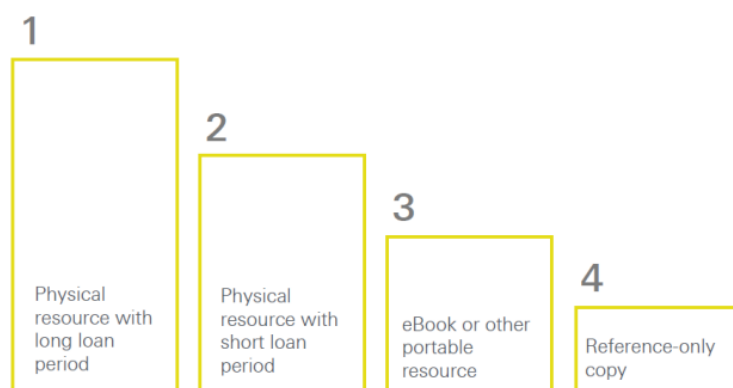 1
Physical
resource with
long loan
period
2
Physical
resource with
short loan
period
3
eBook or other
portable
resource
4
Reference-only
copy